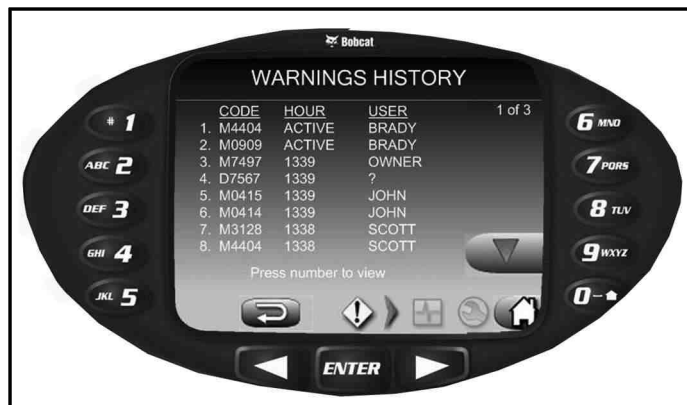 Bobcat
WARNINGS HISTORY
CODE HOUR USER 1 of 3
1. M4404 ACTIVE BRADY
2. M0909 ACTIVE BRADY
3. M7497 1339 OWNER
4. D7567 1339 ?
5. M0415 1339 JOHN
6. M0414 1339 JOHN
7. M3128 1338 SCOTT
8. M4404 1338 SCOTT
Press number to view
# 1
ABC 2
DEF 3
GHI 4
JKL 5
6 MNO
7 PQRS
8 TUV
9 WXYZ
0
ENTER